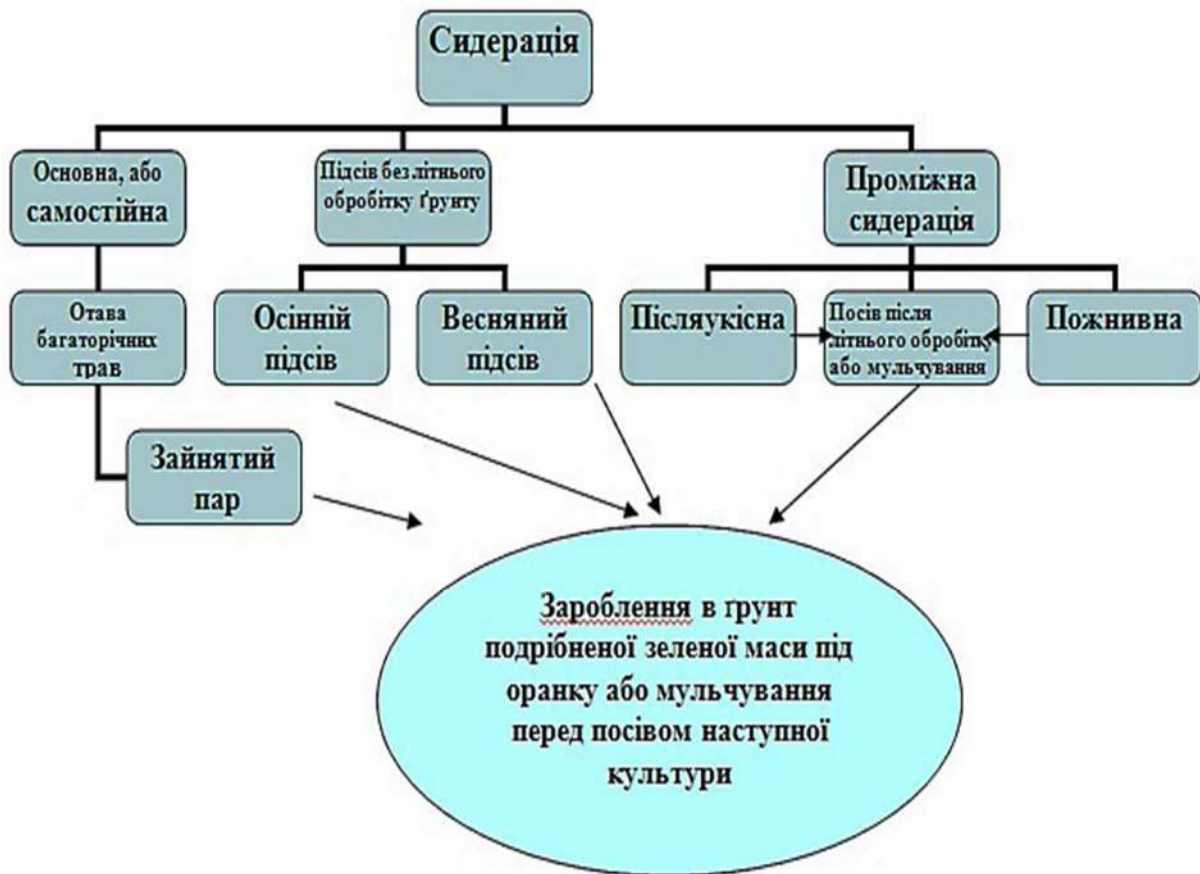 Сидерація
Основна, або
самостійна
Підсів без літнього
обробітку ґрунту
Проміжна
сидерація
Отава
багаторічних
трав
Осінній
підсів
Весняний
підсів
Післяукісна
Посів після
літнього обробітку
або мульчування
Пожнивна
Зайнятий
пар
Зароблення в ґрунт
подрібненої зеленої маси під
оранку або мульчування
перед посівом наступної
культури